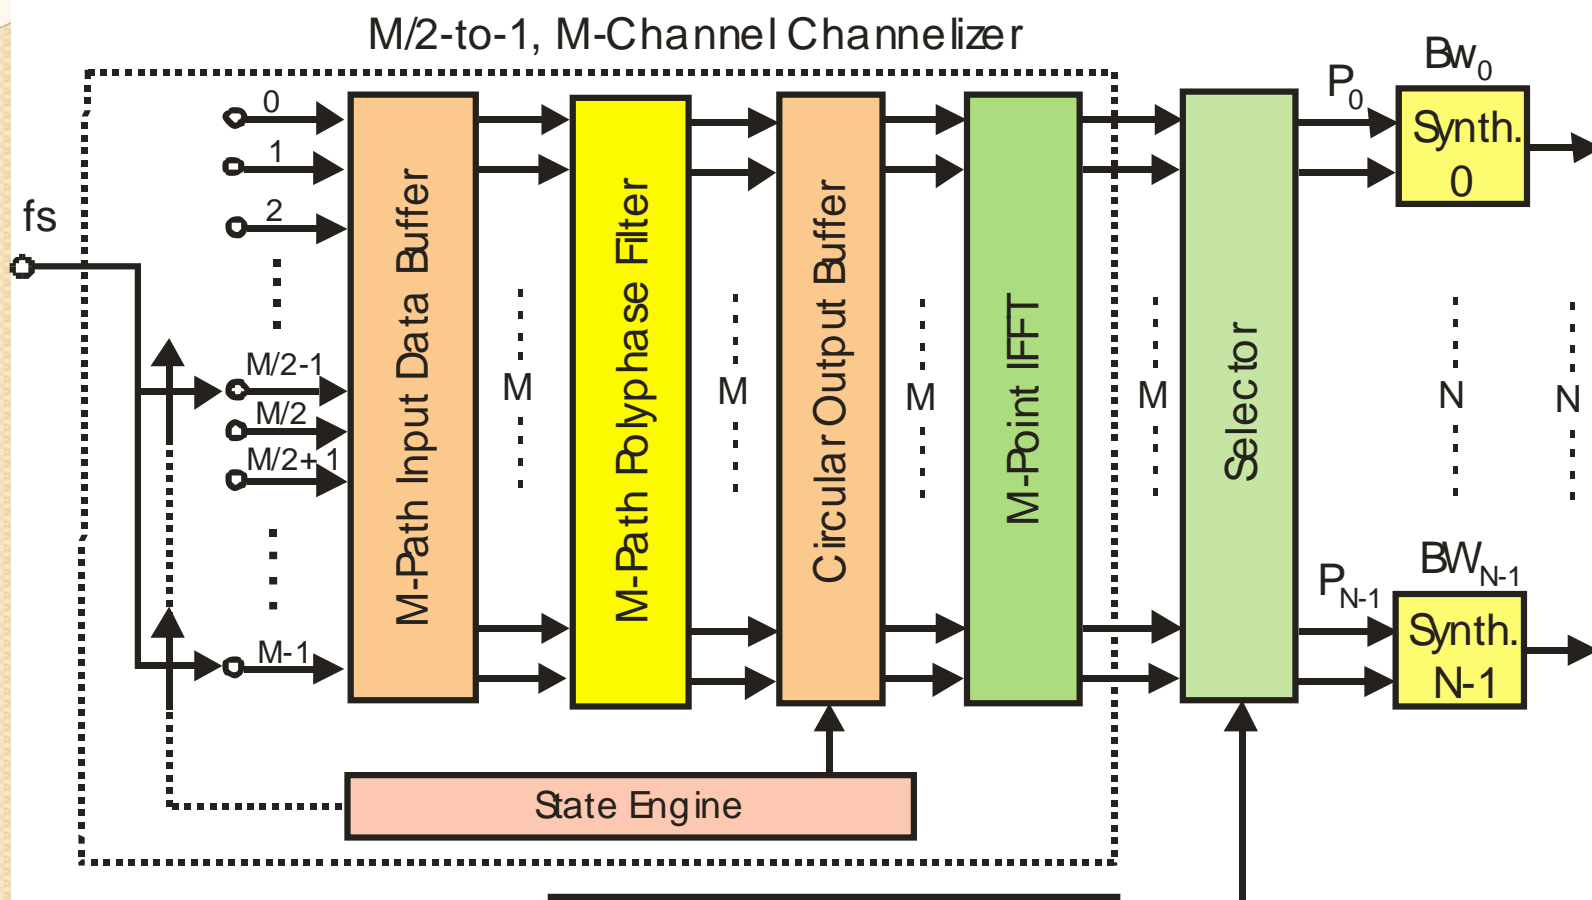 M/2-to-1, M-Channel Channelizer
fs
0
1
2
M/2-1
M/2
M/2+1
M-1
M-Path Input Data Buffer
M
M-Path Polyphase Filter
M
Circular Output Buffer
M
M-Point IFFT
M
Selector
P0
Bw0
Synth.
0
N
N
PN-1
BWN-1
Synth.
N-1
State Engine